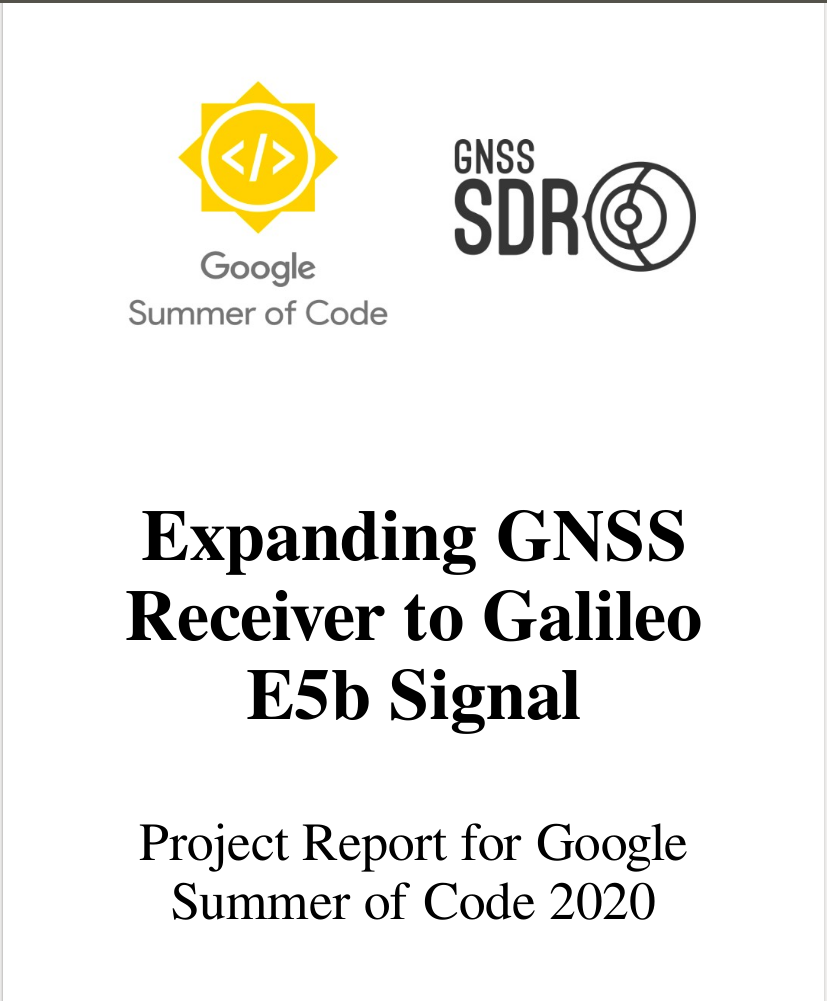 </>
Google
Summer of Code
GNSS
SDR
Expanding GNSS
Receiver to Galileo
E5b Signal
Project Report for Google
Summer of Code 2020